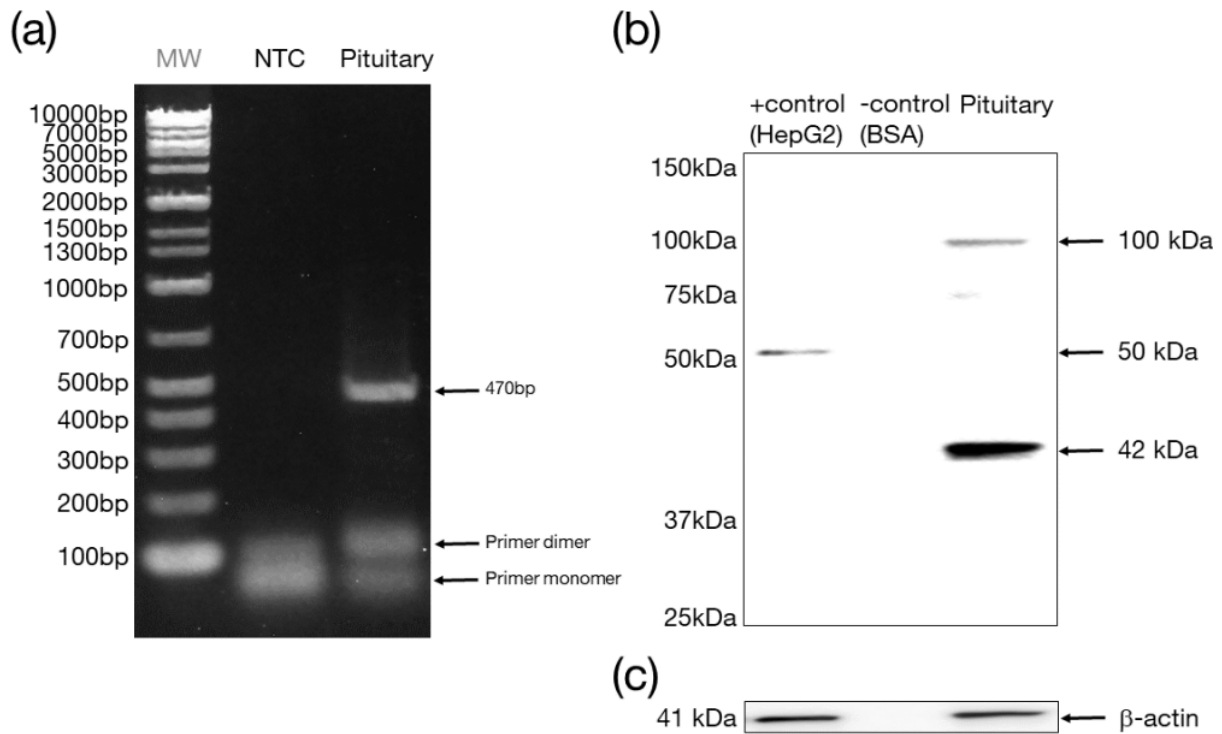 (a)
MW NTC Pituitary
10000bp
7000bp
5000bp
3000bp
2000bp
1500bp
1300bp
1000bp
700bp
500bp
470bp
400bp
300bp
200bp
Primer dimer
100bp
Primer monomer
(b)
+control -control Pituitary
(HepG2) (BSA)
150kDa
100kDa 100 kDa
75kDa
50kDa 50 kDa
42 kDa
37kDa
25kDa
(c)
41 kDa β-actin